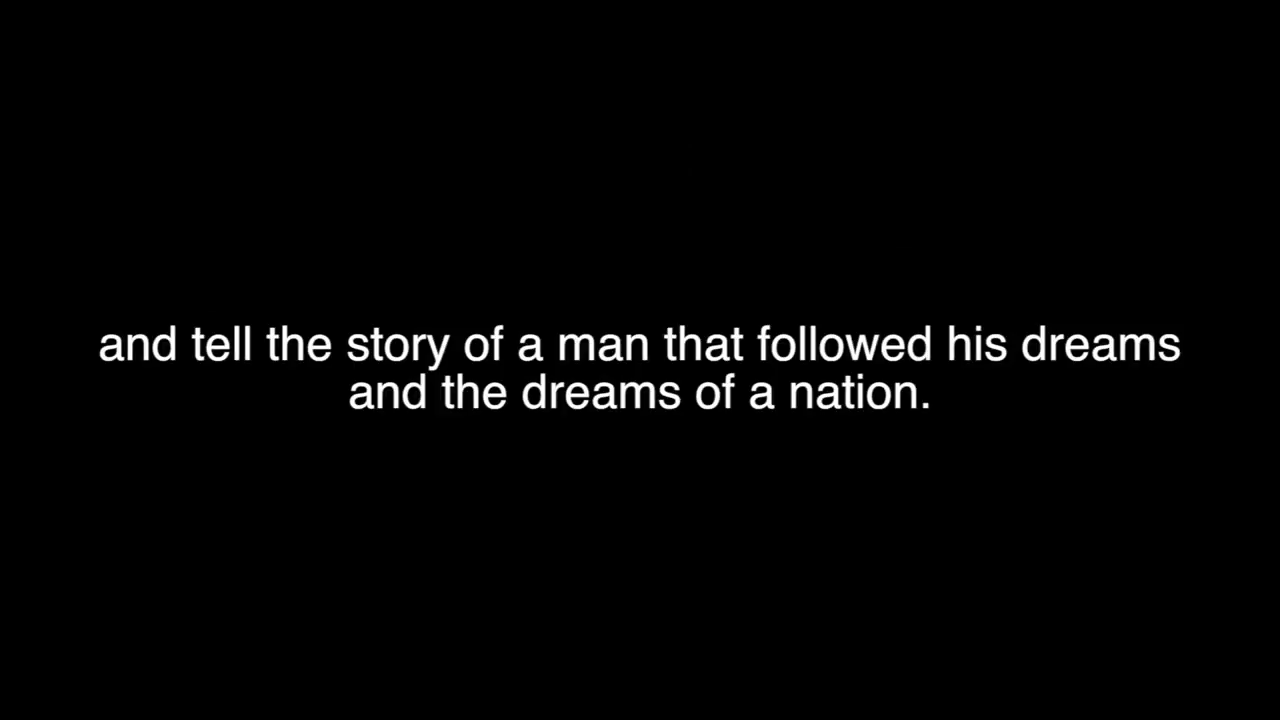 and tell the story of a man that followed his dreams
and the dreams of a nation.